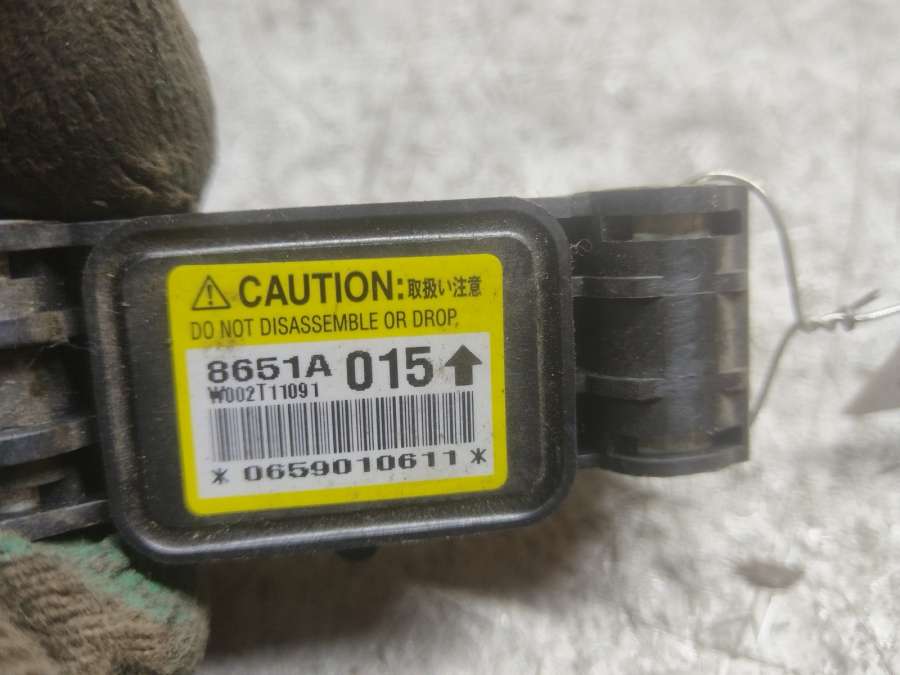 CAUTION:取扱い注意
DO NOT DISASSEMBLE OR DROP.
8651A 015
W002T11091
*0659010611*